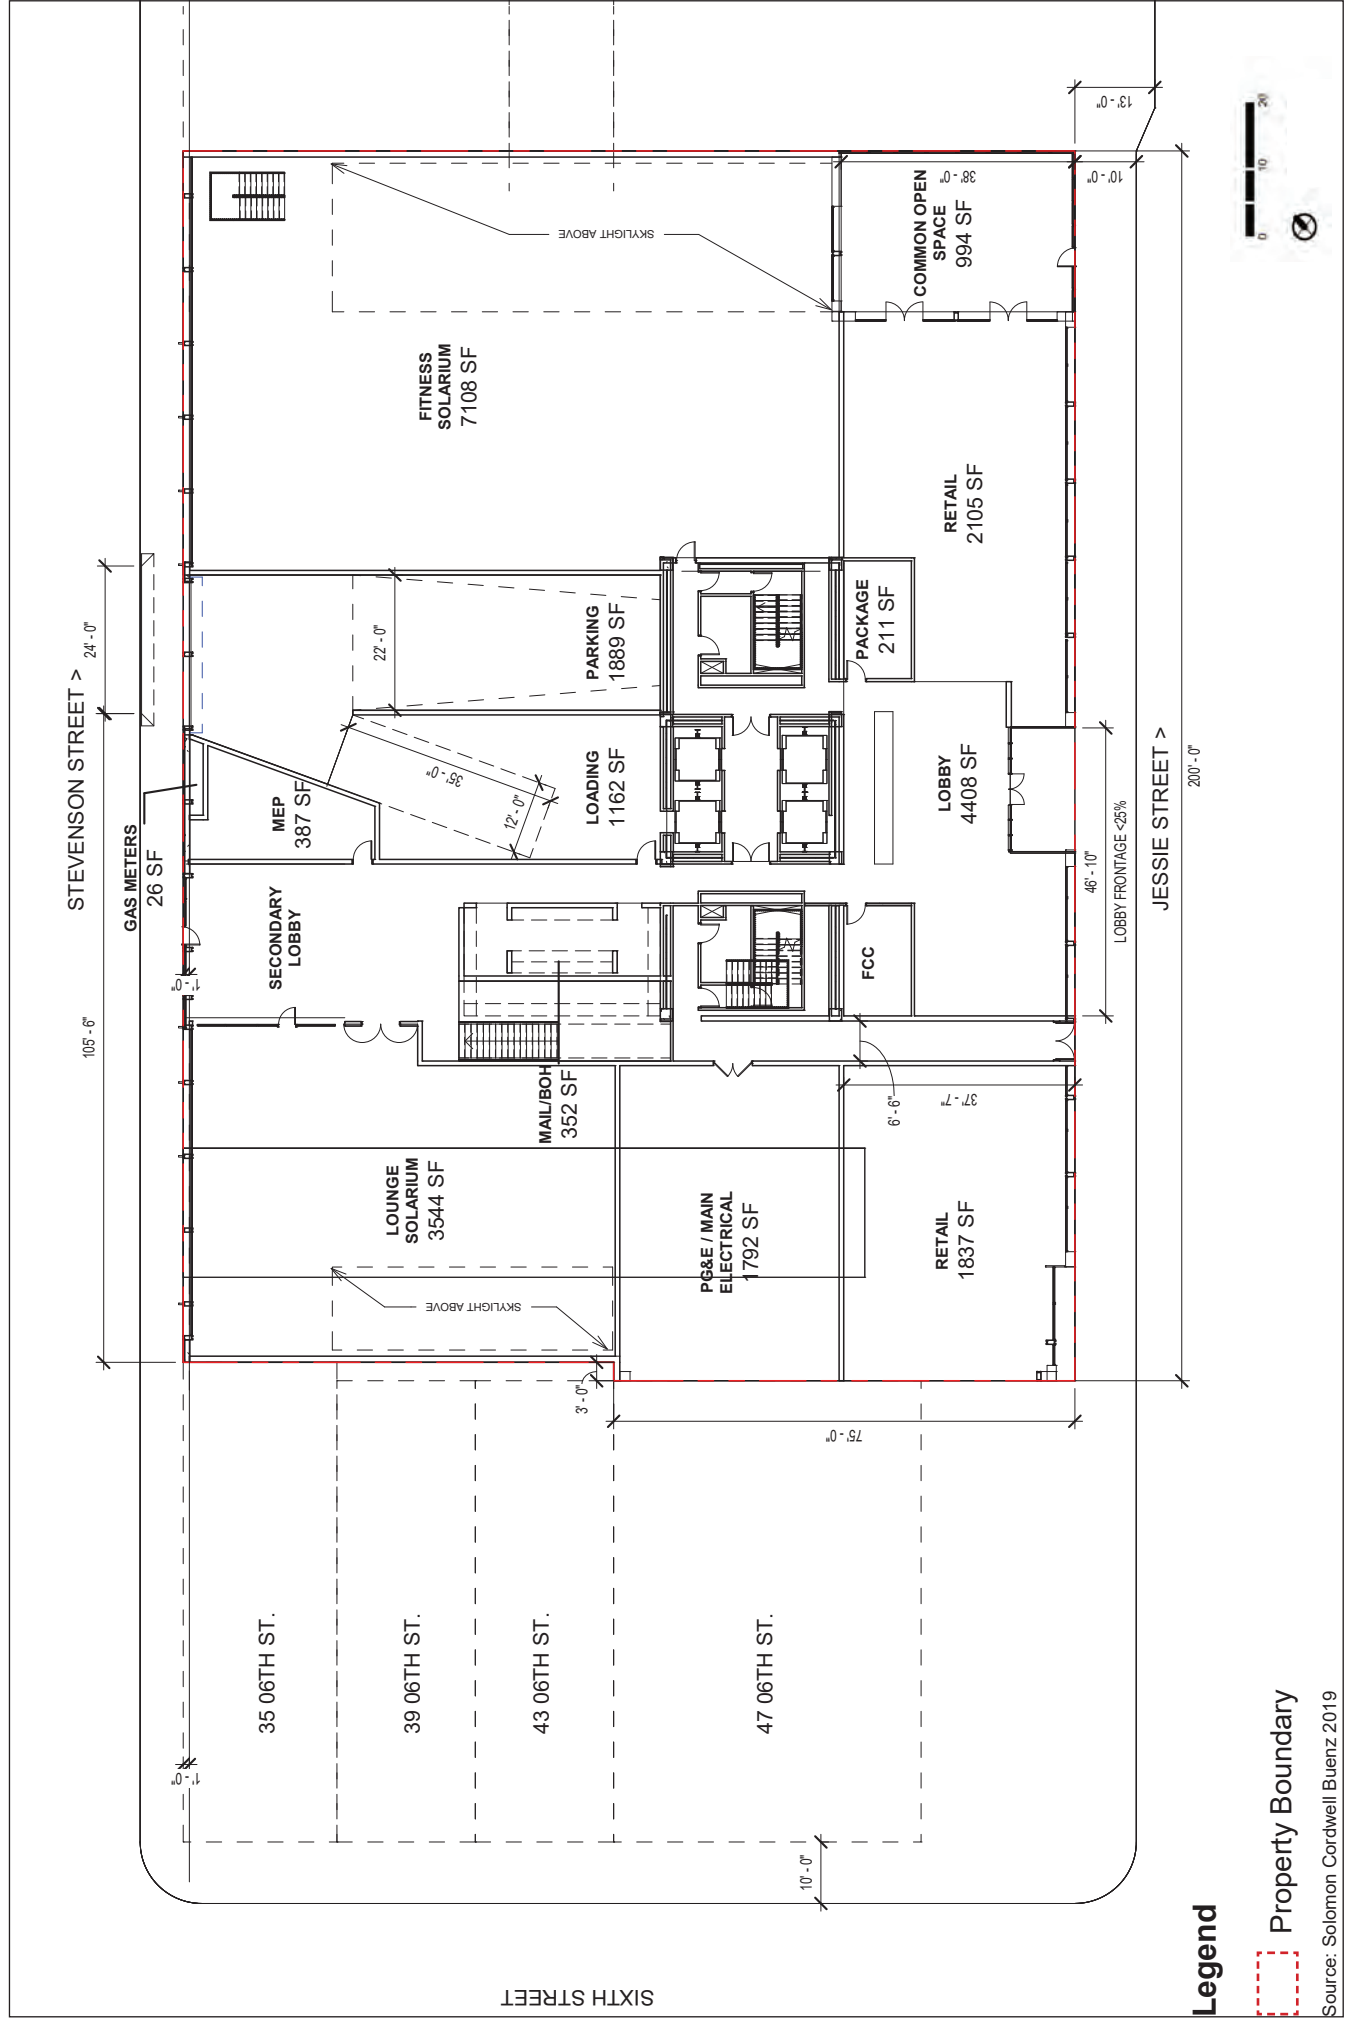 SIXTH STREET
STEVENSON STREET >
24' - 0"
105' - 6"
GAS METERS
26 SF
1' - 0"
1' - 0"
35 06TH ST.
39 06TH ST.
43 06TH ST.
47 06TH ST.
10' - 0"
3' - 0"
75' - 0"
LOUNGE
SOLARIUM
3544 SF
SKYLIGHT ABOVE
SECONDARY
LOBBY
MEP
387 SF
MAIL/BOH
352 SF
35' - 0"
12' - 0"
LOADING
1162 SF
22' - 0"
PARKING
1889 SF
FITNESS
SOLARIUM
7108 SF
SKYLIGHT ABOVE
PG&E / MAIN
ELECTRICAL
1792 SF
RETAIL
1837 SF
37' - 7"
6' - 6"
FCC
LOBBY
4408 SF
PACKAGE
211 SF
RETAIL
2105 SF
COMMON OPEN
SPACE
994 SF
38' - 0"
10' - 0"
13' - 0"
46' - 10"
LOBBY FRONTAGE <25%
JESSIE STREET >
200' - 0"
0 10 20
Legend
Property Boundary
Source: Solomon Cordwell Buenz 2019